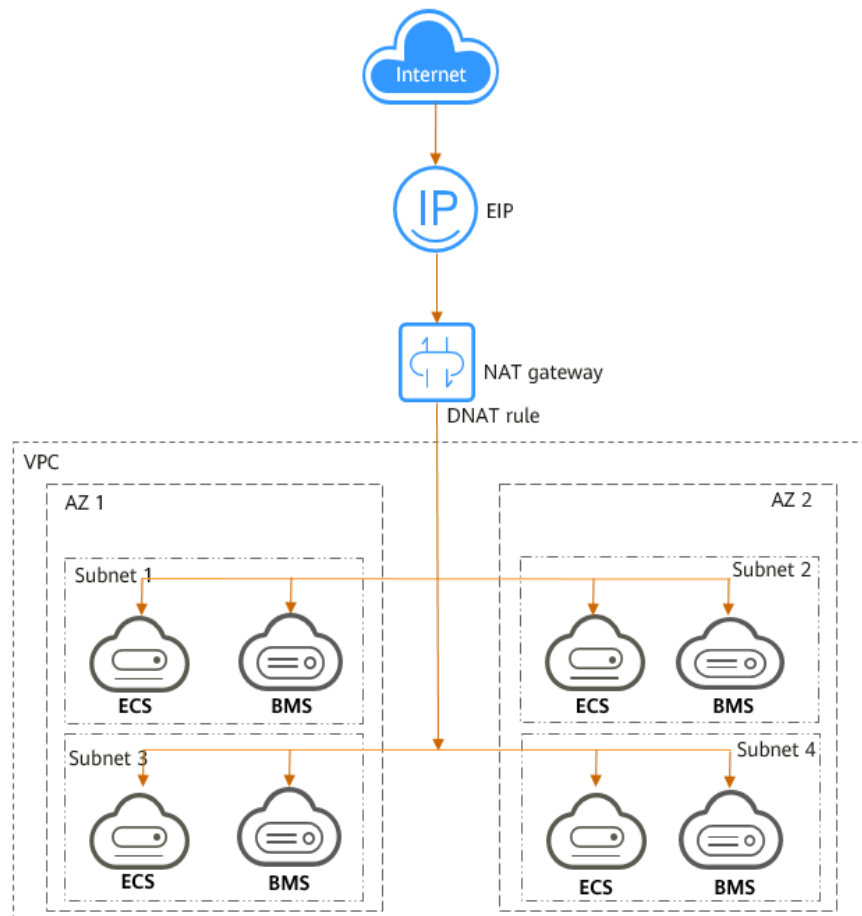 Internet
IP
EIP
NAT gateway
DNAT rule
VPC
AZ 1
AZ 2
Subnet 1
Subnet 2
ECS
BMS
ECS
BMS
Subnet 3
Subnet 4
ECS
BMS
ECS
BMS